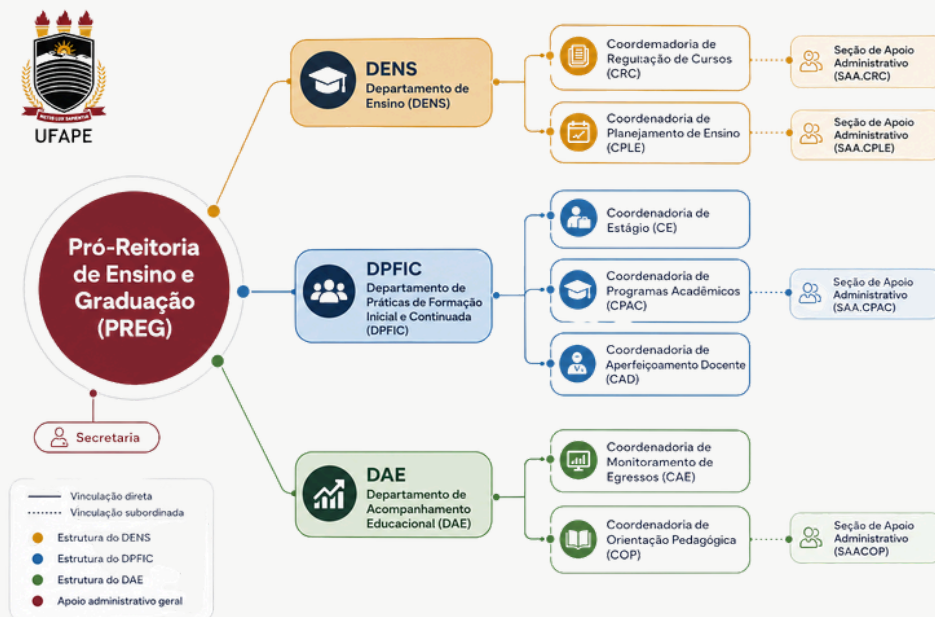 UFAPE
Pró-Reitoria
de Ensino e
Graduação
(PREG)
Secretaria
Vinculação direta
Vinculação subordinada
Estrutura do DENS
Estrutura do DPFIC
Estrutura do DAE
Apoio administrativo geral
DENS
Departamento de
Ensino (DENS)
Coordemadoria de
Regulação de Cursos
(CRC)
Seção de Apoio
Administrativo
(SAA.CRC)
Coordenadoria de
Planejamento de Ensino
(CPLE)
Seção de Apoio
Administrativo
(SAA.CPLE)
DPFIC
Departamento de
Práticas de Formação
Inicial e Continuada
(DPFIC)
Coordenadoria de
Estágio (CE)
Coordenadoria de
Programas Acadêmicos
(CPAC)
Seção de Apoio
Administrativo
(SAA.CPAC)
Coordenadoria de
Aperfeiçoamento Docente
(CAD)
DAE
Departamento de
Acompanhamento
Educacional (DAE)
Coordenadoria de
Monitoramento de
Egressos (CAE)
Coordenadoria de
Orientação Pedagógica
(COP)
Seção de Apoio
Administrativo
(SAACOP)